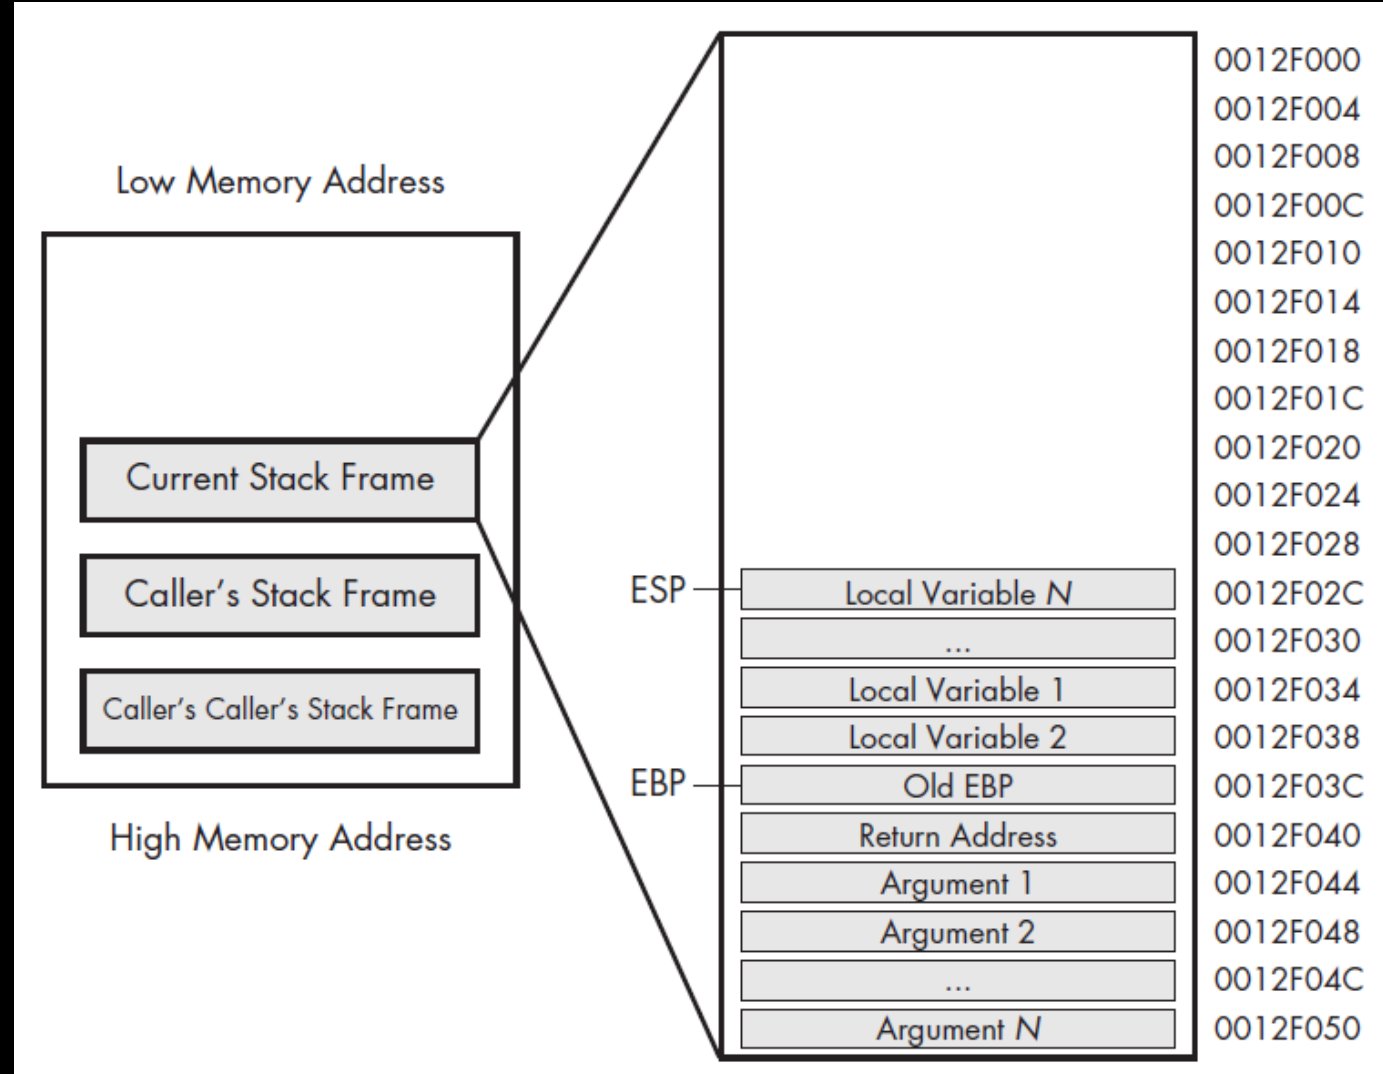 Low Memory Address
Current Stack Frame
Caller's Stack Frame
Caller's Caller's Stack Frame
High Memory Address
0012F000
0012F004
0012F008
0012F00C
0012F010
0012F014
0012F018
0012F01C
0012F020
0012F024
0012F028
ESP Local Variable N 0012F02C
... 0012F030
Local Variable 1 0012F034
Local Variable 2 0012F038
EBP Old EBP 0012F03C
Return Address 0012F040
Argument 1 0012F044
Argument 2 0012F048
... 0012F04C
Argument N 0012F050